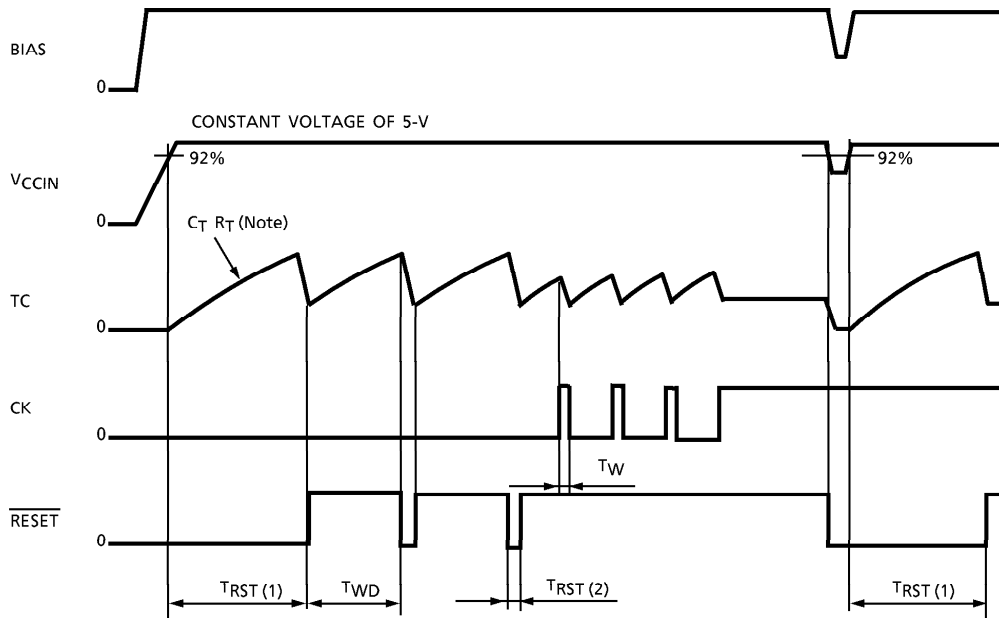 BIAS
0
CONSTANT VOLTAGE OF 5-V
92%
92%
VCCIN
0
CT RT (Note)
TC
0
CK
0
TW
RESET
0
TRST (1)
TWD
TRST (2)
TRST (1)